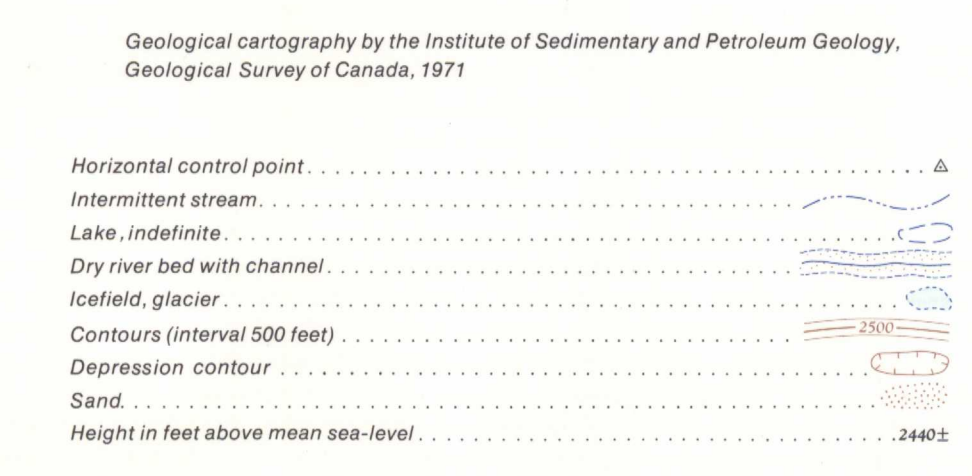 Geological cartography by the Institute of Sedimentary and Petroleum Geology,
Geological Survey of Canada, 1971
Horizontal control point
Intermittent stream
Lake, indefinite
Dry river bed with channel
Icefield, glacier
Contours (interval 500 feet) 2500
Depression contour
Sand
Height in feet above mean sea-level 2440±